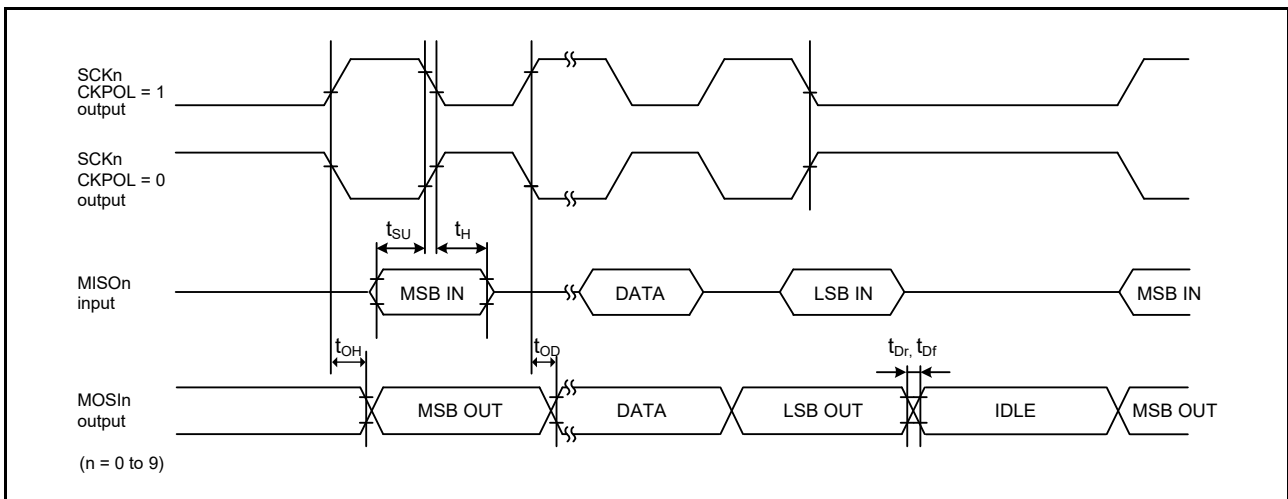 SCKn
CKPOL = 1
output
SCKn
CKPOL = 0
output
tSU
tH
MISOn
input
MSB IN
DATA
LSB IN
MSB IN
tOH
tOD
tDr, tDf
MOSIn
output
MSB OUT
DATA
LSB OUT
IDLE
MSB OUT
(n = 0 to 9)